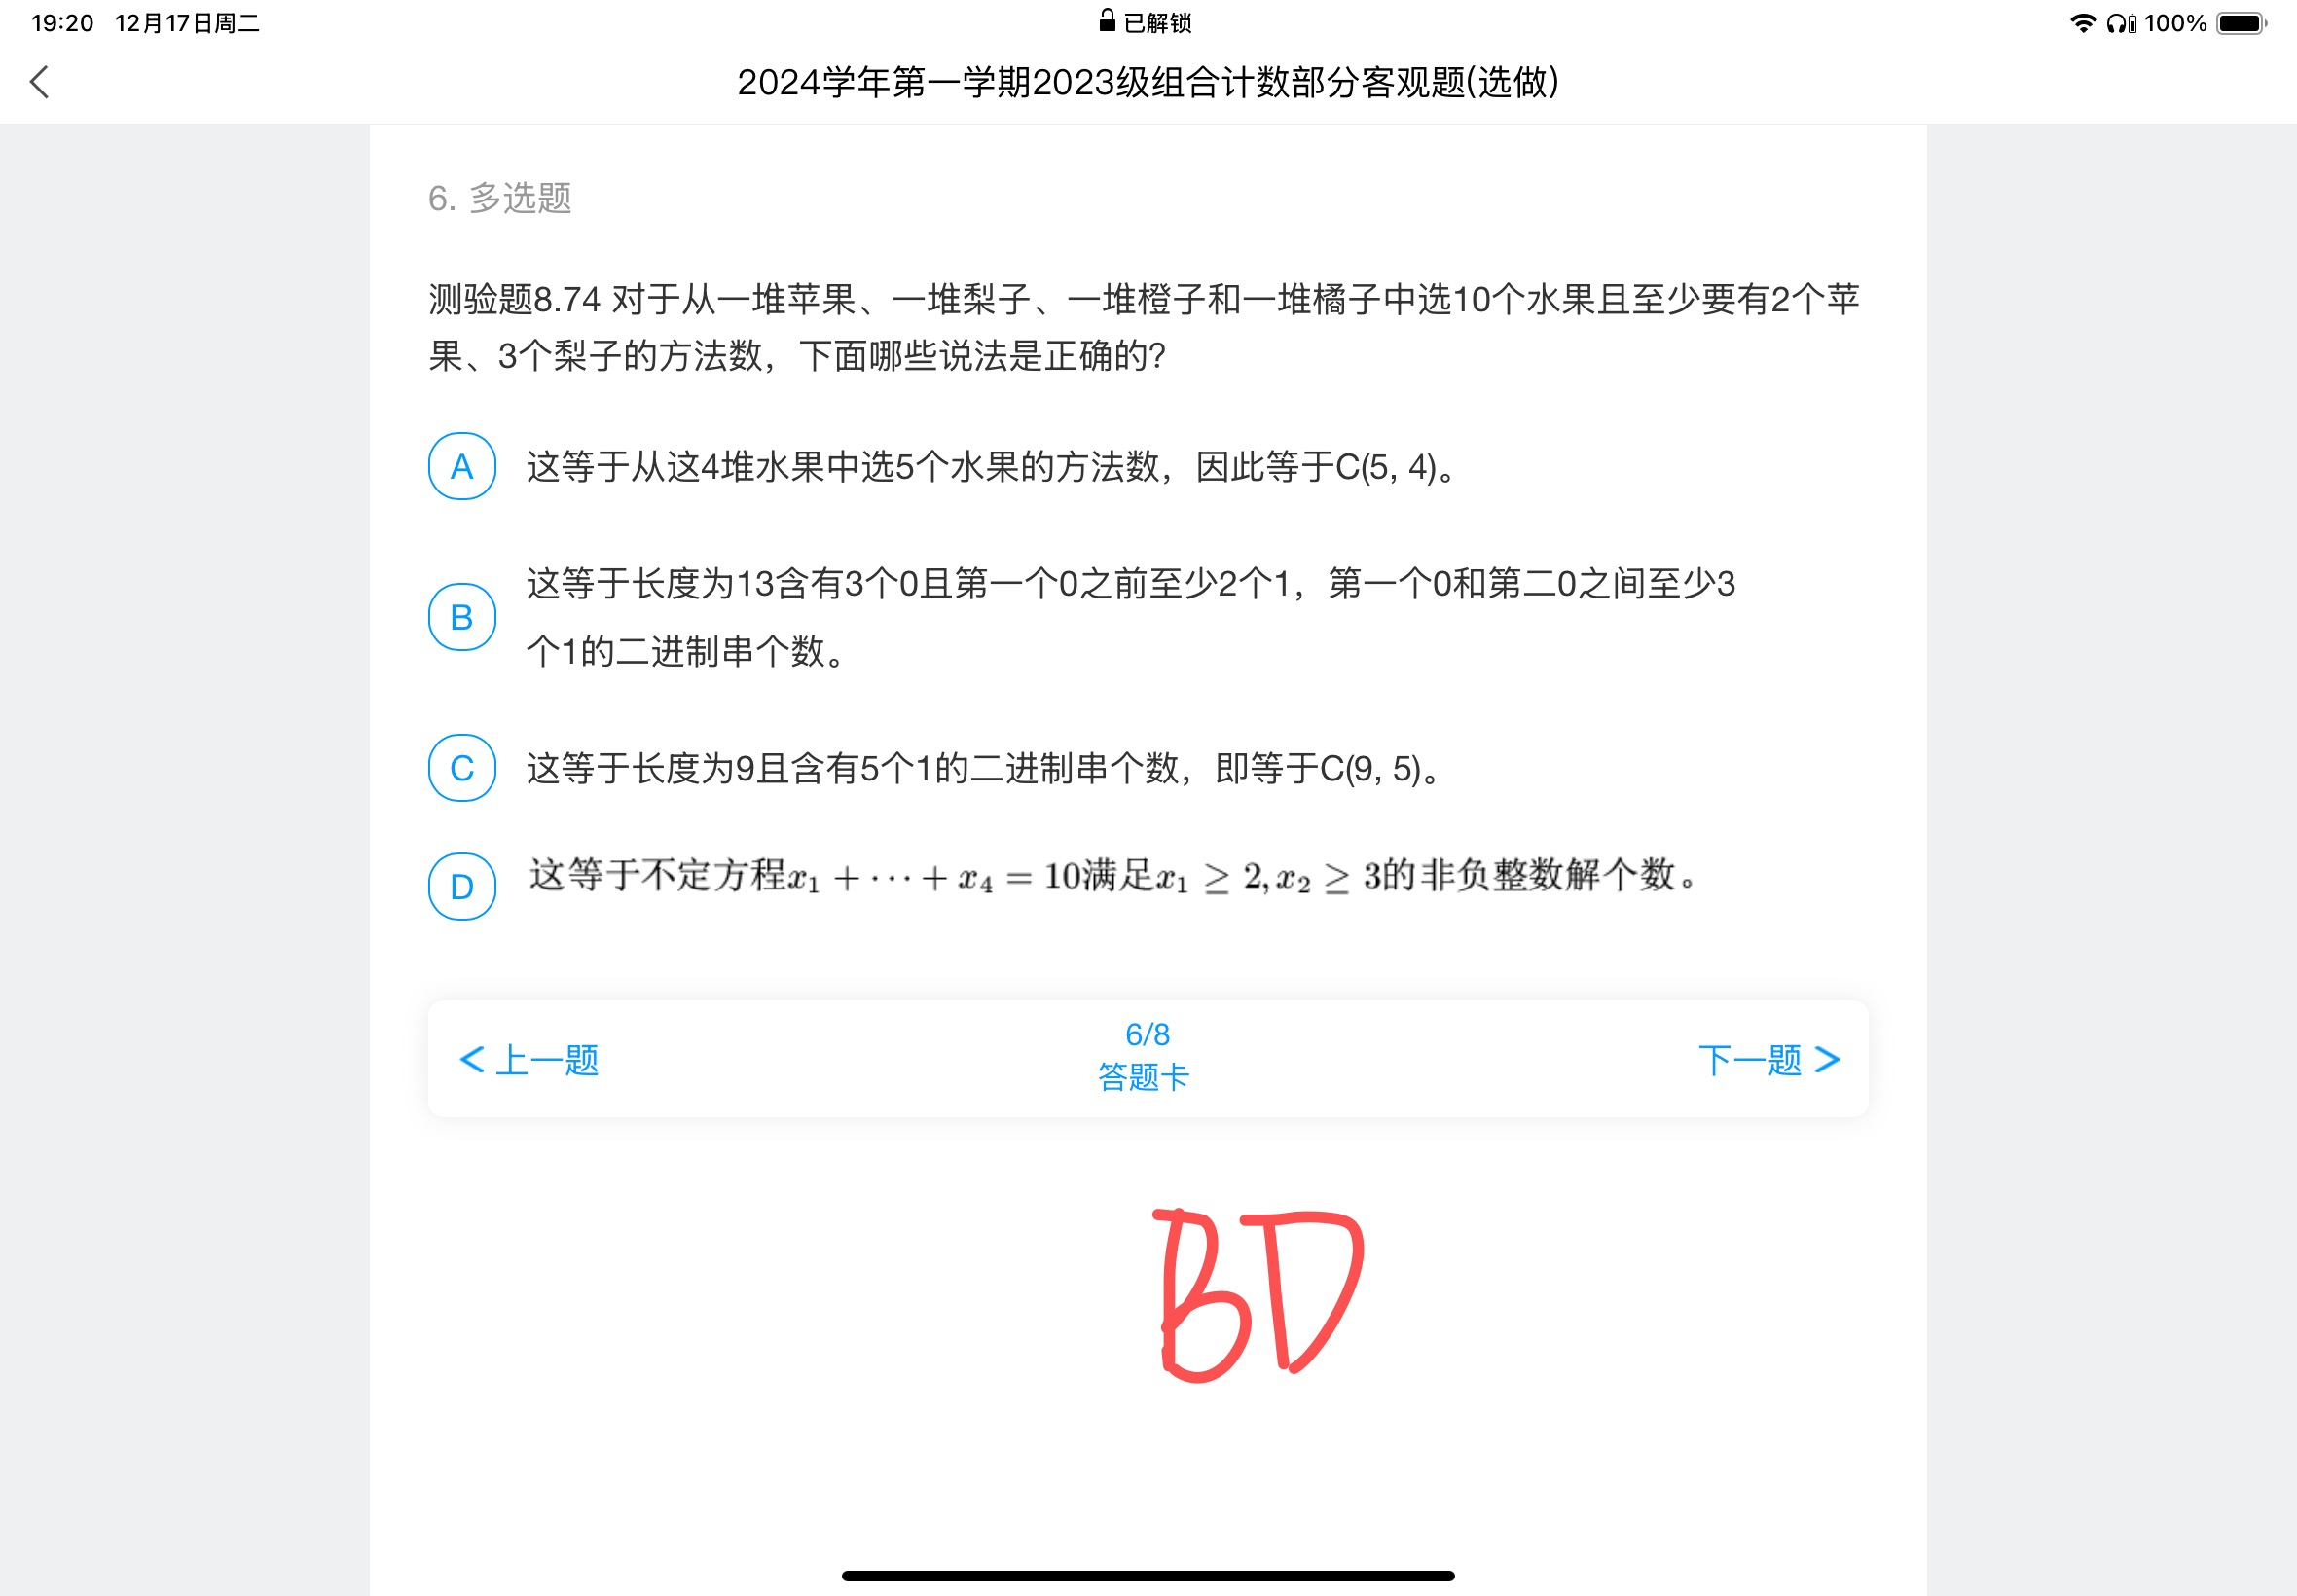 19:20 12月17日周二
已解锁
100%
2024学年第一学期2023级组合计数部分客观题(选做)
6. 多选题
测验题8.74 对于从一堆苹果、一堆梨子、一堆橙子和一堆橘子中选10个水果且至少要有2个苹
果、3个梨子的方法数，下面哪些说法是正确的？
A 这等于从这4堆水果中选5个水果的方法数，因此等于C(5, 4)。
B 这等于长度为13含有3个0且第一个0之前至少2个1，第一个0和第二0之间至少3
个1的二进制串个数。
C 这等于长度为9且含有5个1的二进制串个数，即等于C(9, 5)。
D 这等于不定方程x₁ + ··· + x₄ = 10满足x₁ ≥ 2, x₂ ≥ 3的非负整数解个数。
上一题
6/8
答题卡
下一题
BD